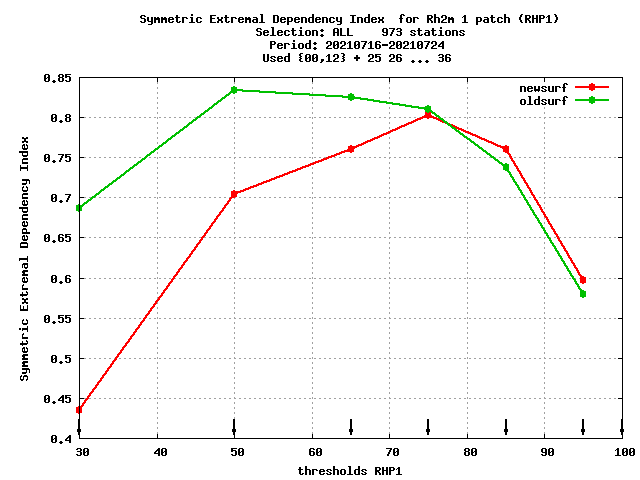 Symmetric Extremal Dependency Index  for Rh2m 1 patch (RHP1)
Selection: ALL    973 stations
Period: 20210716-20210724
Used {00,12} + 25 26 ... 36
newsurf
oldsurf
Symmetric Extremal Dependency Index
0.85
0.8
0.75
0.7
0.65
0.6
0.55
0.5
0.45
0.4
30 40 50 60 70 80 90 100
thresholds RHP1